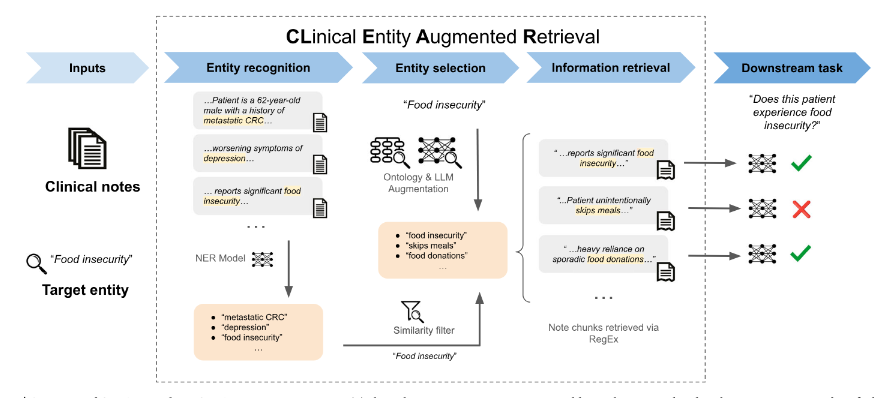 CLinical Entity Augmented Retrieval
Inputs
Entity recognition
Entity selection
Information retrieval
Downstream task
Clinical notes
"Food insecurity"
Target entity
...Patient is a 62-year-old
male with a history of
metastatic CRC...
...worsening symptoms of
depression...
... reports significant food
insecurity...
...
NER Model
"metastatic CRC"
"depression"
"food insecurity"
...
"Food insecurity"
Ontology & LLM
Augmentation
"food insecurity"
"skips meals"
"food donations"
...
Similarity filter
"Food insecurity"
" ...reports significant food
insecurity..."
"...Patient unintentionally
skips meals..."
" ...heavy reliance on
sporadic food donations..."
...
Note chunks retrieved via
RegEx
"Does this patient
experience food
insecurity?"